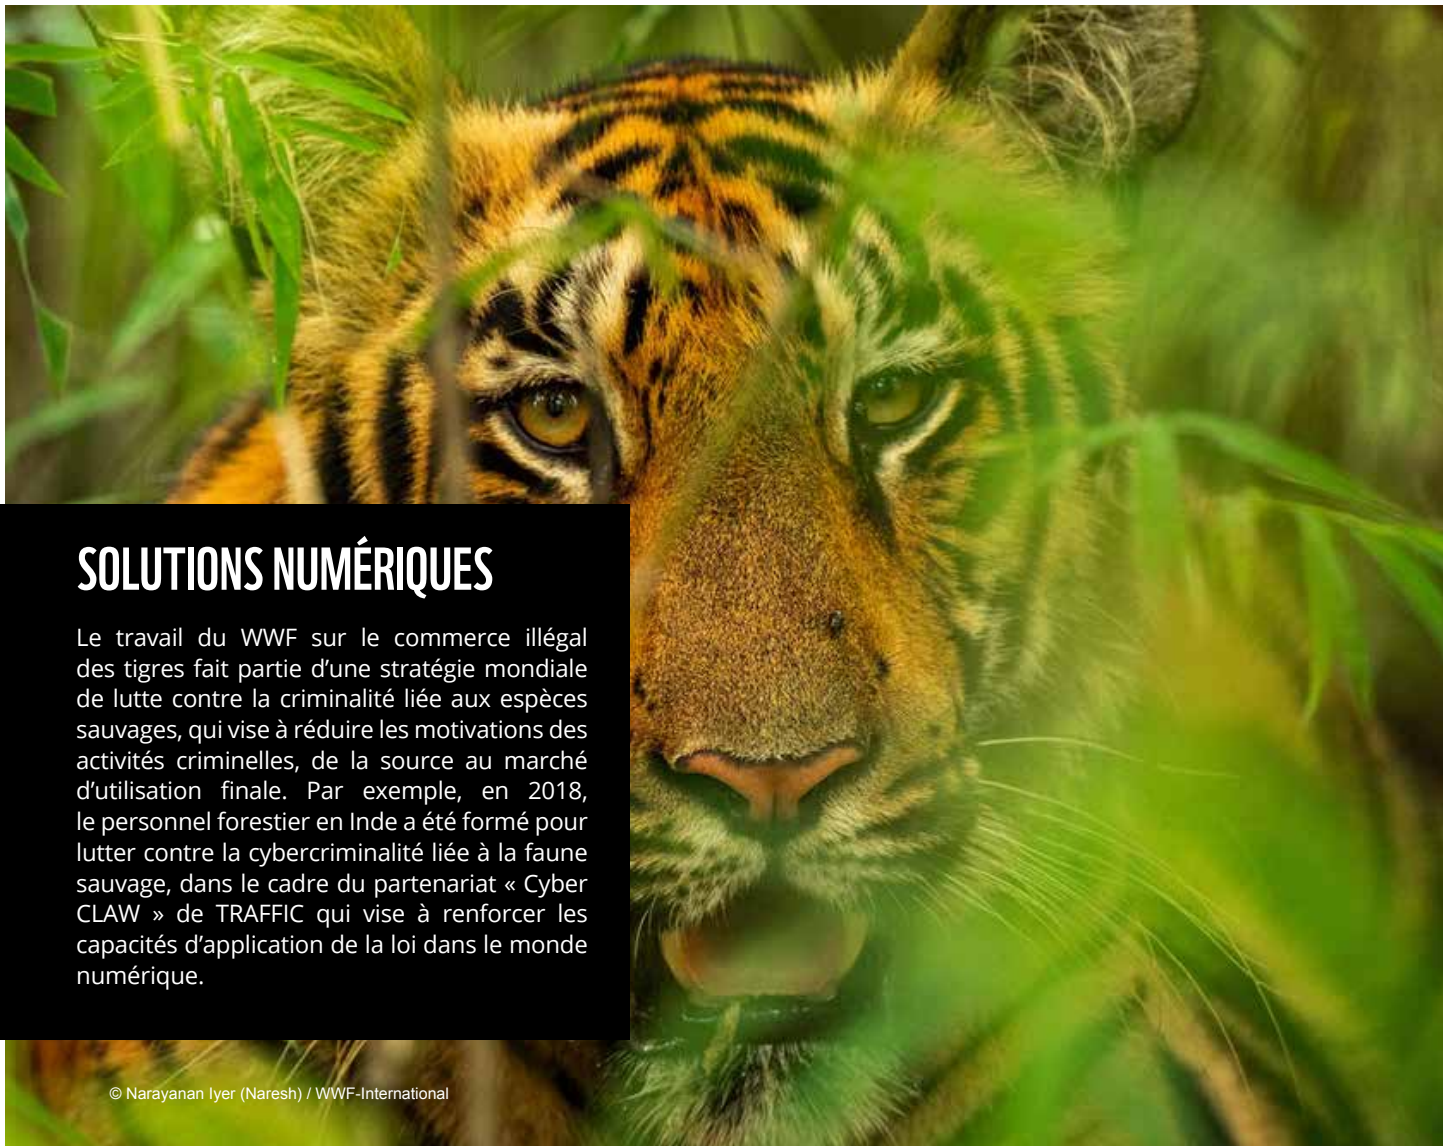 SOLUTIONS NUMÉRIQUES
Le travail du WWF sur le commerce illégal
des tigres fait partie d’une stratégie mondiale
de lutte contre la criminalité liée aux espèces
sauvages, qui vise à réduire les motivations des
activités criminelles, de la source au marché
d’utilisation finale. Par exemple, en 2018,
le personnel forestier en Inde a été formé pour
lutter contre la cybercriminalité liée à la faune
sauvage, dans le cadre du partenariat « Cyber
CLAW » de TRAFFIC qui vise à renforcer les
capacités d’application de la loi dans le monde
numérique.
© Narayanan Iyer (Naresh) / WWF-International